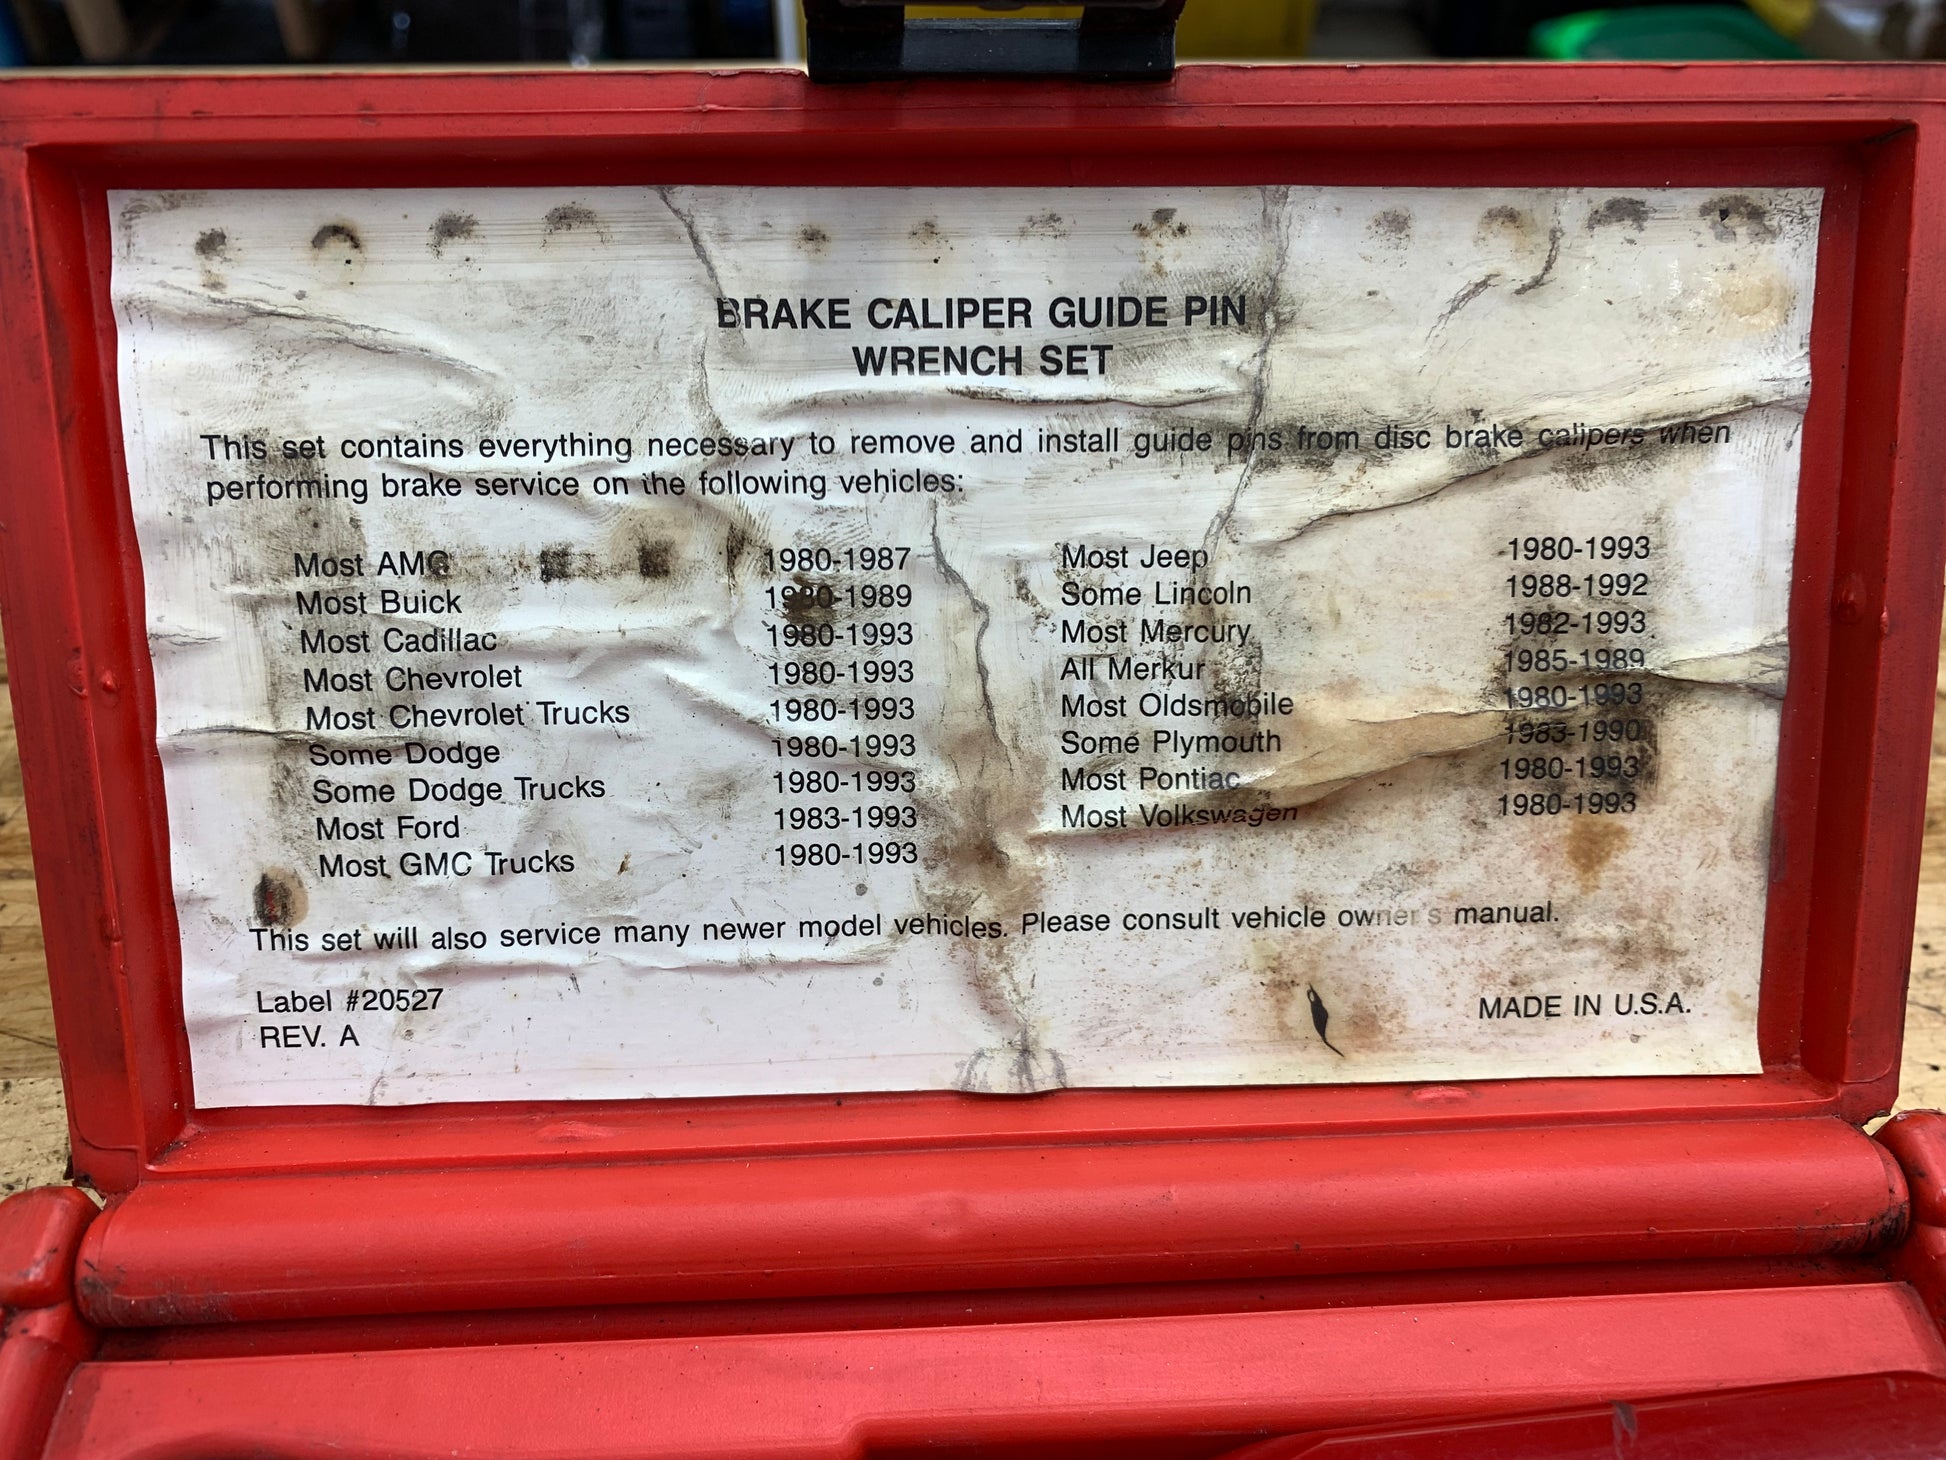 BRAKE CALIPER GUIDE PIN
WRENCH SET
This set contains everything necessary to remove and install guide pins from disc brake calipers when
performing brake service on the following vehicles:
Most AMC 1980-1987
Most Buick 1980-1989
Most Cadillac 1980-1993
Most Chevrolet 1980-1993
Most Chevrolet Trucks 1980-1993
Some Dodge 1980-1993
Some Dodge Trucks 1980-1993
Most Ford 1983-1993
Most GMC Trucks 1980-1993
Most Jeep 1980-1993
Some Lincoln 1988-1992
Most Mercury 1982-1993
All Merkur 1985-1989
Most Oldsmobile 1980-1993
Some Plymouth 1983-1990
Most Pontiac 1980-1993
Most Volkswagen 1980-1993
This set will also service many newer model vehicles. Please consult vehicle owner's manual.
Label #20527
REV. A
MADE IN U.S.A.